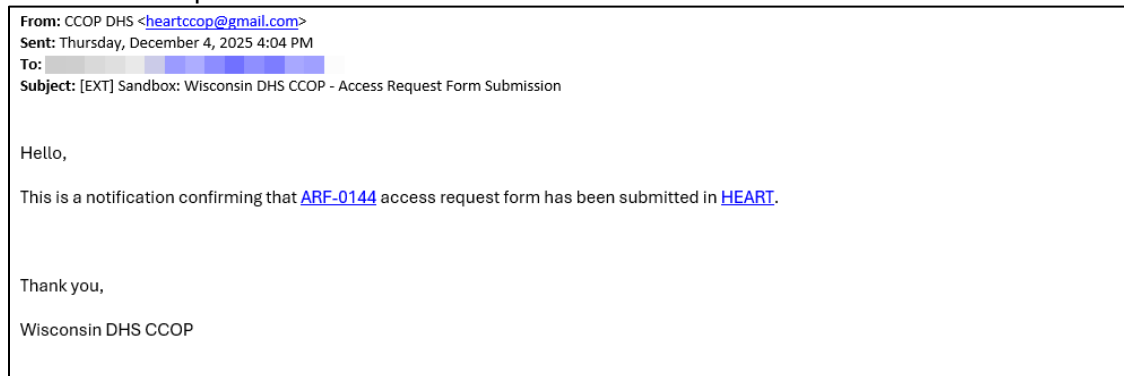 From: CCOP DHS <heartccop@gmail.com>
Sent: Thursday, December 4, 2025 4:04 PM
To:
Subject: [EXT] Sandbox: Wisconsin DHS CCOP - Access Request Form Submission
Hello,
This is a notification confirming that ARF-0144 access request form has been submitted in HEART.
Thank you,
Wisconsin DHS CCOP